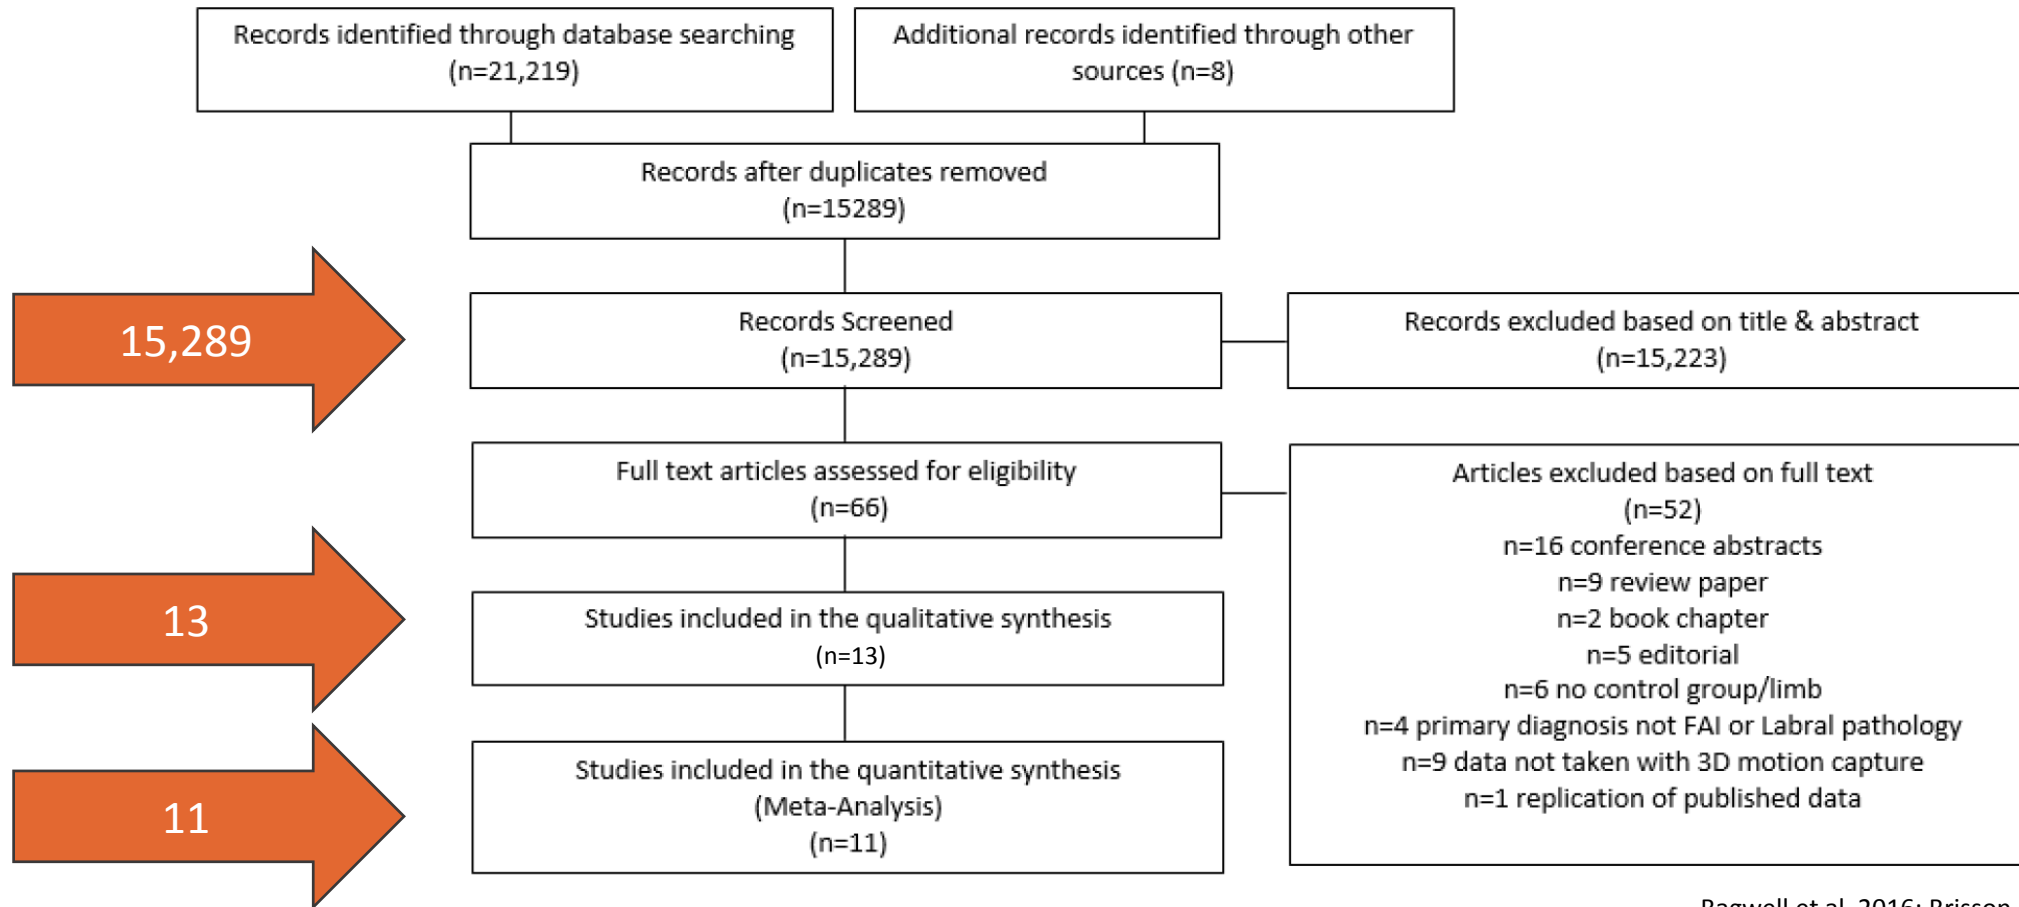 Records identified through database searching
(n=21,219)
Additional records identified through other
sources (n=8)
Records after duplicates removed
(n=15289)
15,289
Records Screened
(n=15,289)
Records excluded based on title & abstract
(n=15,223)
Full text articles assessed for eligibility
(n=66)
Articles excluded based on full text
(n=52)
n=16 conference abstracts
n=9 review paper
n=2 book chapter
n=5 editorial
n=6 no control group/limb
n=4 primary diagnosis not FAI or Labral pathology
n=9 data not taken with 3D motion capture
n=1 replication of published data
13
Studies included in the qualitative synthesis
(n=13)
11
Studies included in the quantitative synthesis
(Meta-Analysis)
(n=11)
Bagwell et al. 2016; Brisson